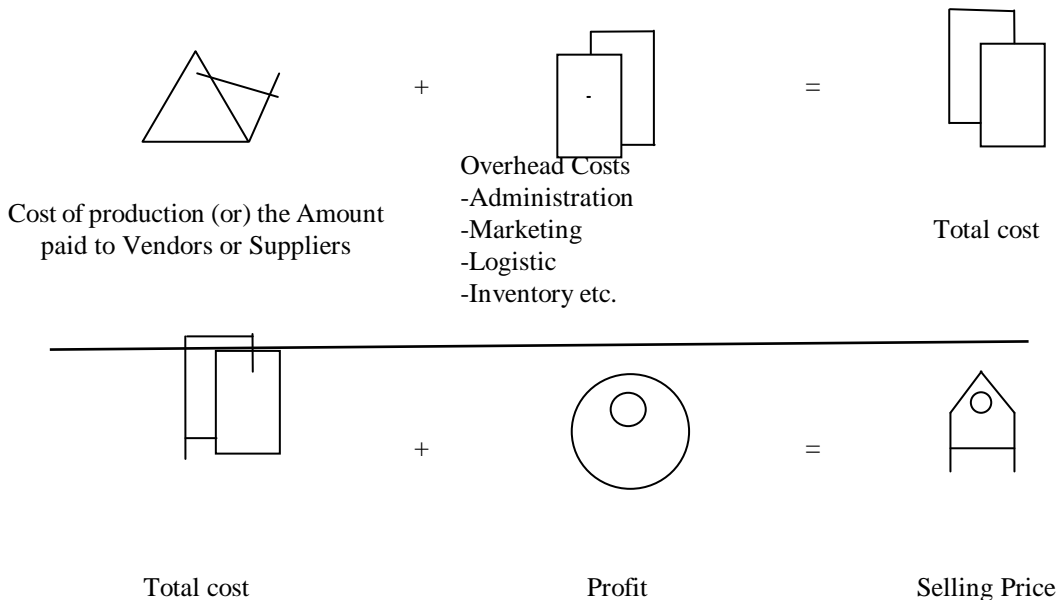 +
=
Cost of production (or) the Amount
paid to Vendors or Suppliers
-
Overhead Costs
-Administration
-Marketing
-Logistic
-Inventory etc.
Total cost
+
=
Total cost
Profit
Selling Price